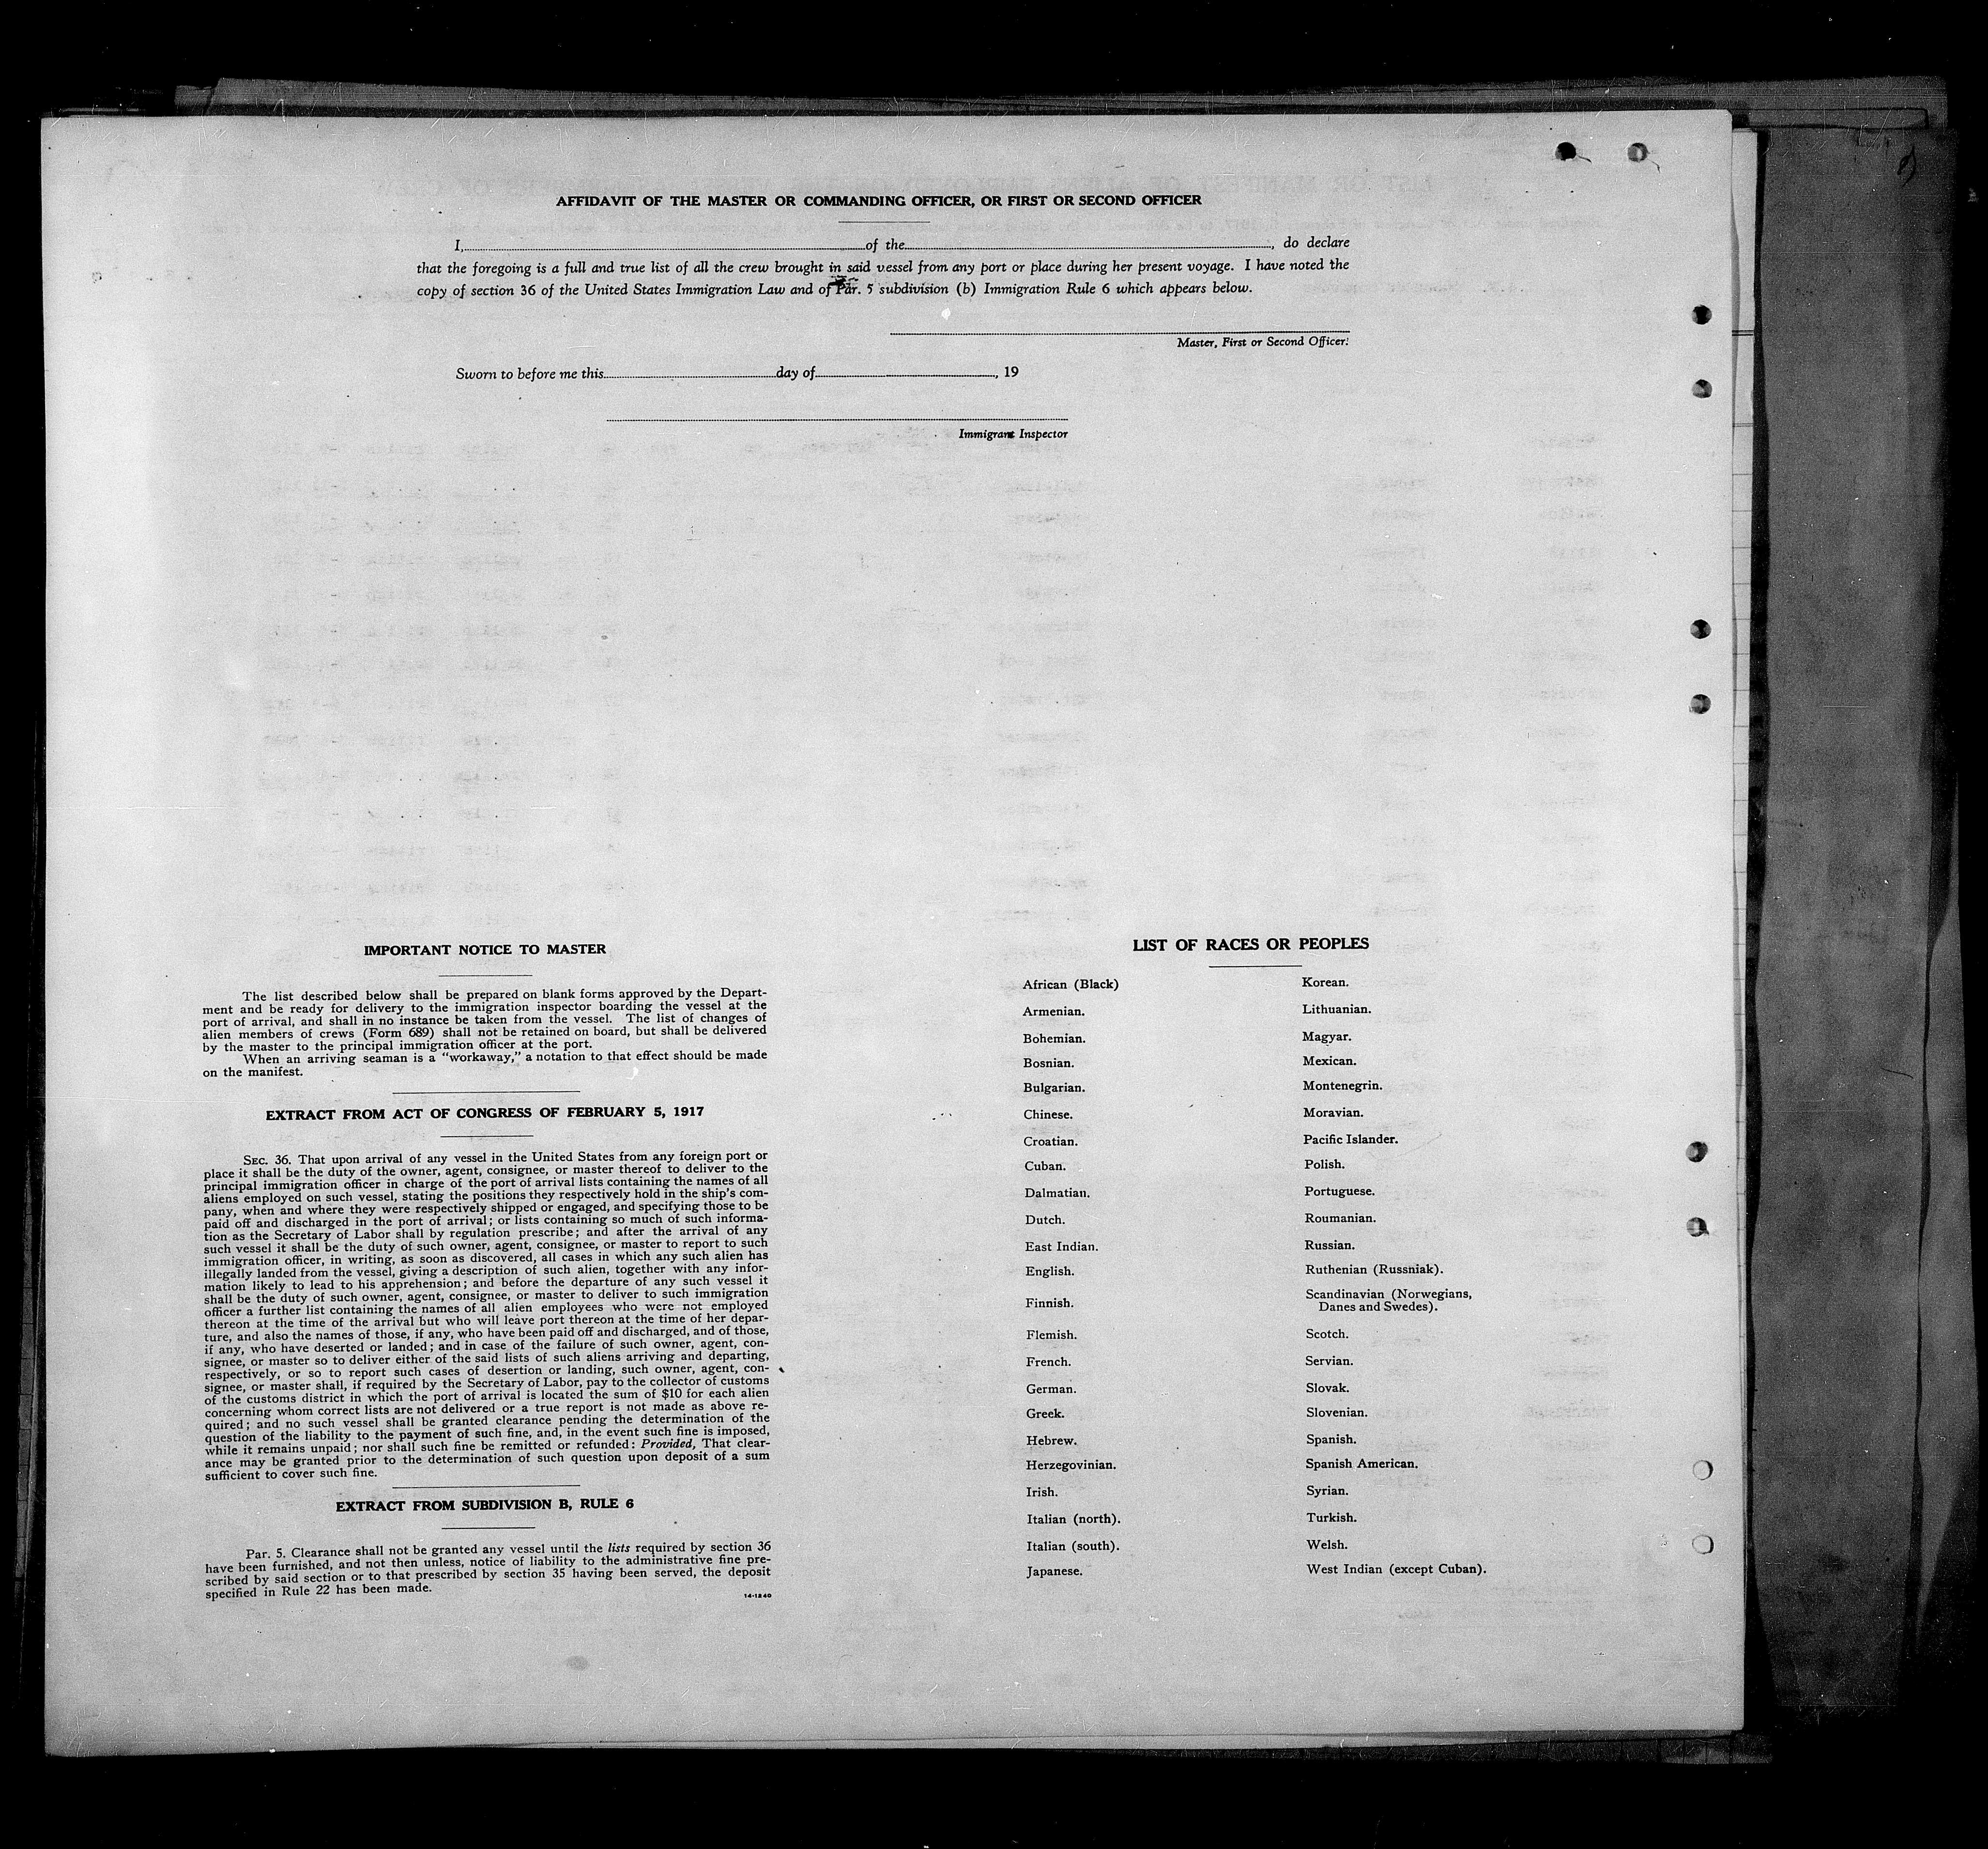 AFFIDAVIT OF THE MASTER OR COMMANDING OFFICER, OR FIRST OR SECOND OFFICER
I, of the , do declare
that the foregoing is a full and true list of all the crew brought in said vessel from any port or place during her present voyage. I have noted the
copy of section 36 of the United States Immigration Law and of Par. 5 subdivision (b) Immigration Rule 6 which appears below.
Master, First or Second Officer.
Sworn to before me this day of , 19
Immigrant Inspector
IMPORTANT NOTICE TO MASTER
The list described below shall be prepared on blank forms approved by the Depart-
ment and be ready for delivery to the immigration inspector boarding the vessel at the
port of arrival, and shall in no instance be taken from the vessel. The list of changes of
alien members of crews (Form 689) shall not be retained on board, but shall be delivered
by the master to the principal immigration officer at the port.
When an arriving seaman is a "workaway," a notation to that effect should be made
on the manifest.
EXTRACT FROM ACT OF CONGRESS OF FEBRUARY 5, 1917
SEC. 36. That upon arrival of any vessel in the United States from any foreign port or
place it shall be the duty of the owner, agent, consignee, or master thereof to deliver to the
principal immigration officer in charge of the port of arrival lists containing the names of all
aliens employed on such vessel, stating the positions they respectively hold in the ship's com-
pany, when and where they were respectively shipped or engaged, and specifying those to be
paid off and discharged in the port of arrival; or lists containing so much of such informa-
tion as the Secretary of Labor shall by regulation prescribe; and after the arrival of any
such vessel it shall be the duty of such owner, agent, consignee, or master to report to such
immigration officer, in writing, as soon as discovered, all cases in which any such alien has
illegally landed from the vessel, giving a description of such alien, together with any infor-
mation likely to lead to his apprehension; and before the departure of any such vessel it
shall be the duty of such owner, agent, consignee, or master to deliver to such immigration
officer a further list containing the names of all alien employees who were not employed
thereon at the time of the arrival but who will leave port thereon at the time of her depar-
ture, and also the names of those, if any, who have been paid off and discharged, and of those,
if any, who have deserted or landed; and in case of the failure of such owner, agent, con-
signee, or master so to deliver either of the said lists of such aliens arriving and departing,
respectively, or so to report such cases of desertion or landing, such owner, agent, con-
signee, or master shall, if required by the Secretary of Labor, pay to the collector of customs
of the customs district in which the port of arrival is located the sum of $10 for each alien
concerning whom correct lists are not delivered or a true report is not made as above re-
quired; and no such vessel shall be granted clearance pending the determination of the
question of the liability to the payment of such fine, and, in the event such fine is imposed,
while it remains unpaid; nor shall such fine be remitted or refunded: Provided, That clear-
ance may be granted prior to the determination of such question upon deposit of a sum
sufficient to cover such fine.
EXTRACT FROM SUBDIVISION B, RULE 6
Par. 5. Clearance shall not be granted any vessel until the lists required by section 36
have been furnished, and not then unless, notice of liability to the administrative fine pre-
scribed by said section or to that prescribed by section 35 having been served, the deposit
specified in Rule 22 has been made.
14-1240
LIST OF RACES OR PEOPLES
African (Black)
Armenian.
Bohemian.
Bosnian.
Bulgarian.
Chinese.
Croatian.
Cuban.
Dalmatian.
Dutch.
East Indian.
English.
Finnish.
Flemish.
French.
German.
Greek.
Hebrew.
Herzegovinian.
Irish.
Italian (north).
Italian (south).
Japanese.
Korean.
Lithuanian.
Magyar.
Mexican.
Montenegrin.
Moravian.
Pacific Islander.
Polish.
Portuguese.
Roumanian.
Russian.
Ruthenian (Russniak).
Scandinavian (Norwegians,
Danes and Swedes).
Scotch.
Servian.
Slovak.
Slovenian.
Spanish.
Spanish American.
Syrian.
Turkish.
Welsh.
West Indian (except Cuban).